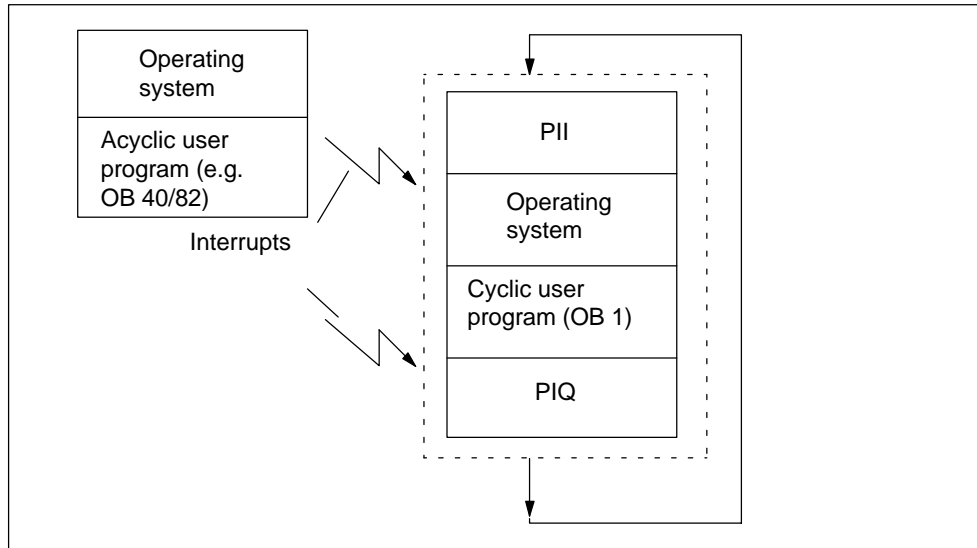 Operating
system
Acyclic user
program (e.g.
OB 40/82)
Interrupts
PII
Operating
system
Cyclic user
program (OB 1)
PIQ